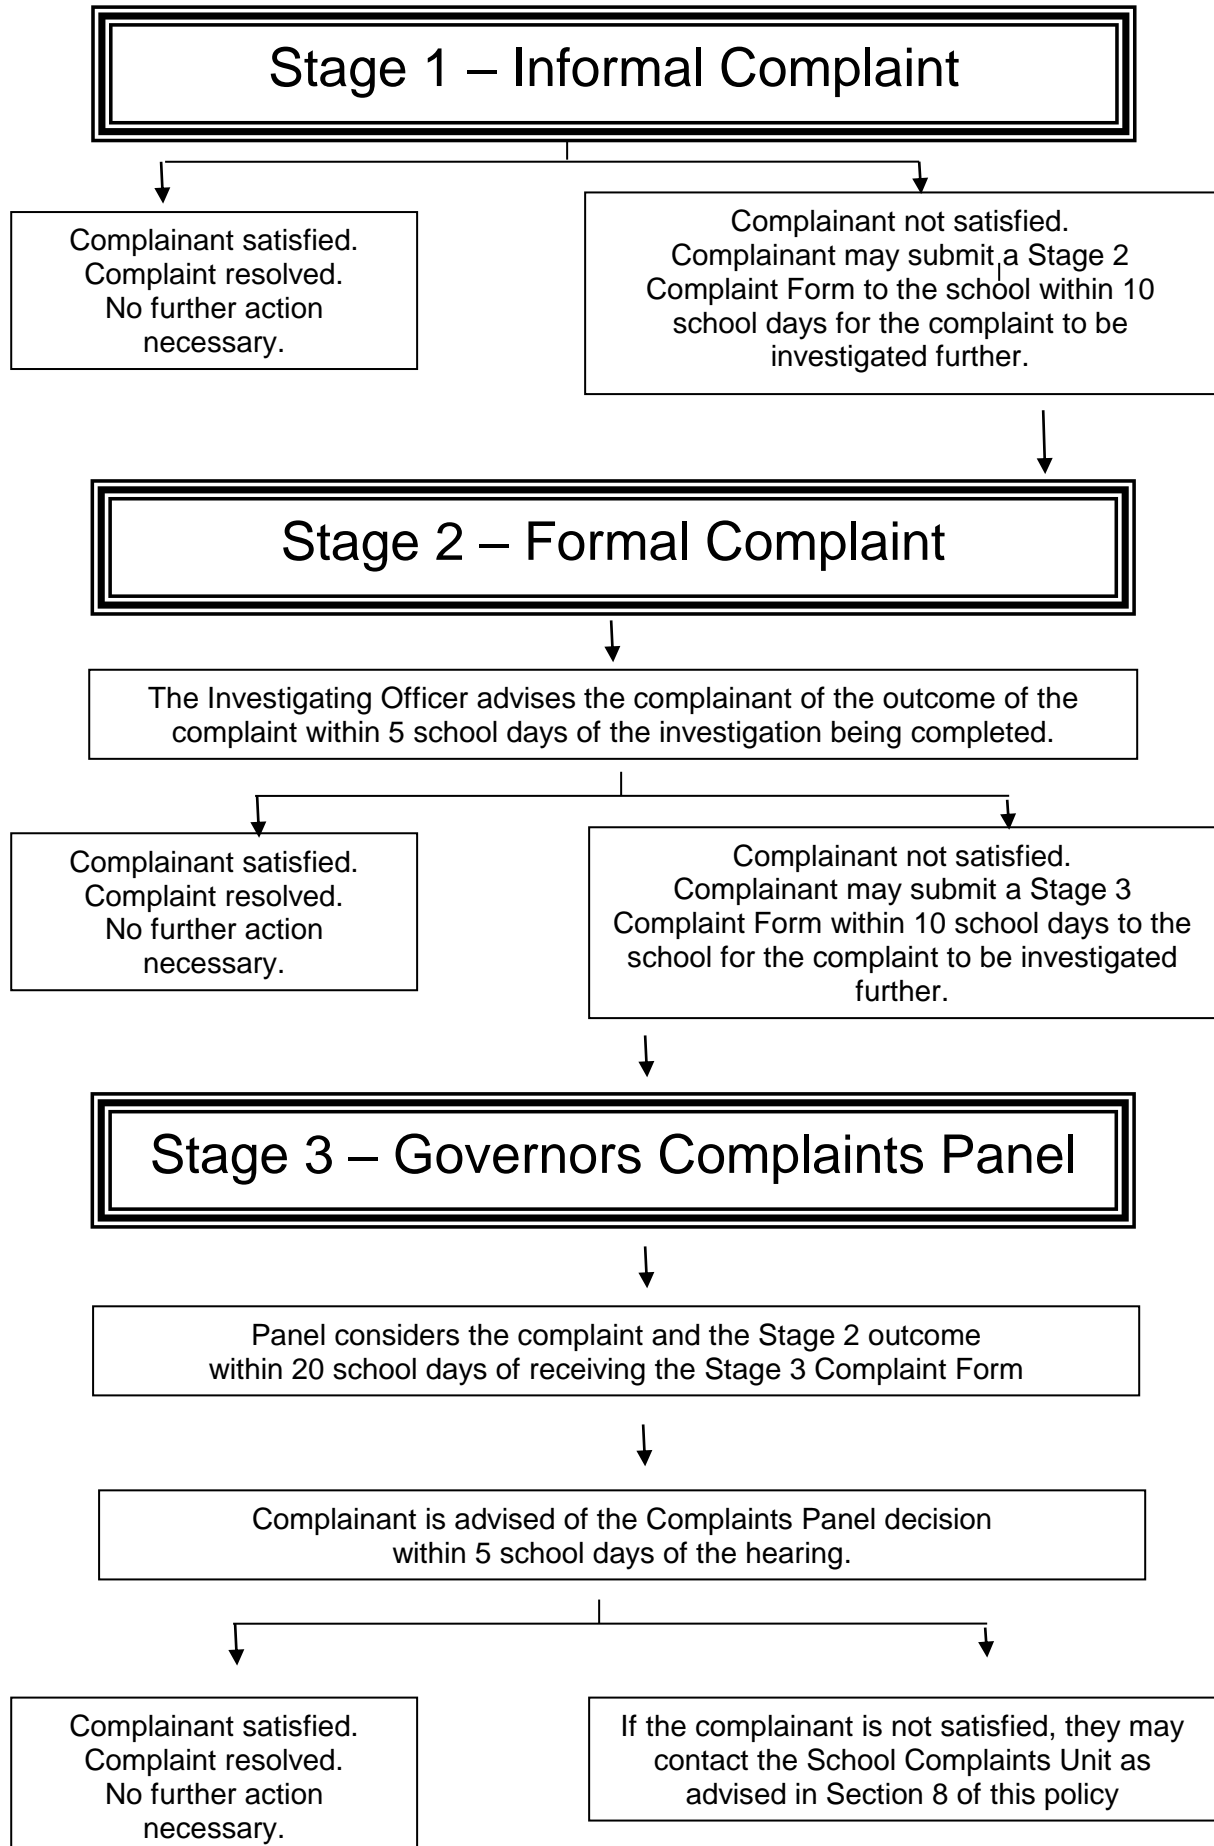 Stage 1 – Informal Complaint
Complainant satisfied.
Complaint resolved.
No further action
necessary.
Complainant not satisfied.
Complainant may submit a Stage 2
Complaint Form to the school within 10
school days for the complaint to be
investigated further.
Stage 2 – Formal Complaint
The Investigating Officer advises the complainant of the outcome of the
complaint within 5 school days of the investigation being completed.
Complainant satisfied.
Complaint resolved.
No further action
necessary.
Complainant not satisfied.
Complainant may submit a Stage 3
Complaint Form within 10 school days to the
school for the complaint to be investigated
further.
Stage 3 – Governors Complaints Panel
Panel considers the complaint and the Stage 2 outcome
within 20 school days of receiving the Stage 3 Complaint Form
Complainant is advised of the Complaints Panel decision
within 5 school days of the hearing.
Complainant satisfied.
Complaint resolved.
No further action
necessary.
If the complainant is not satisfied, they may
contact the School Complaints Unit as
advised in Section 8 of this policy